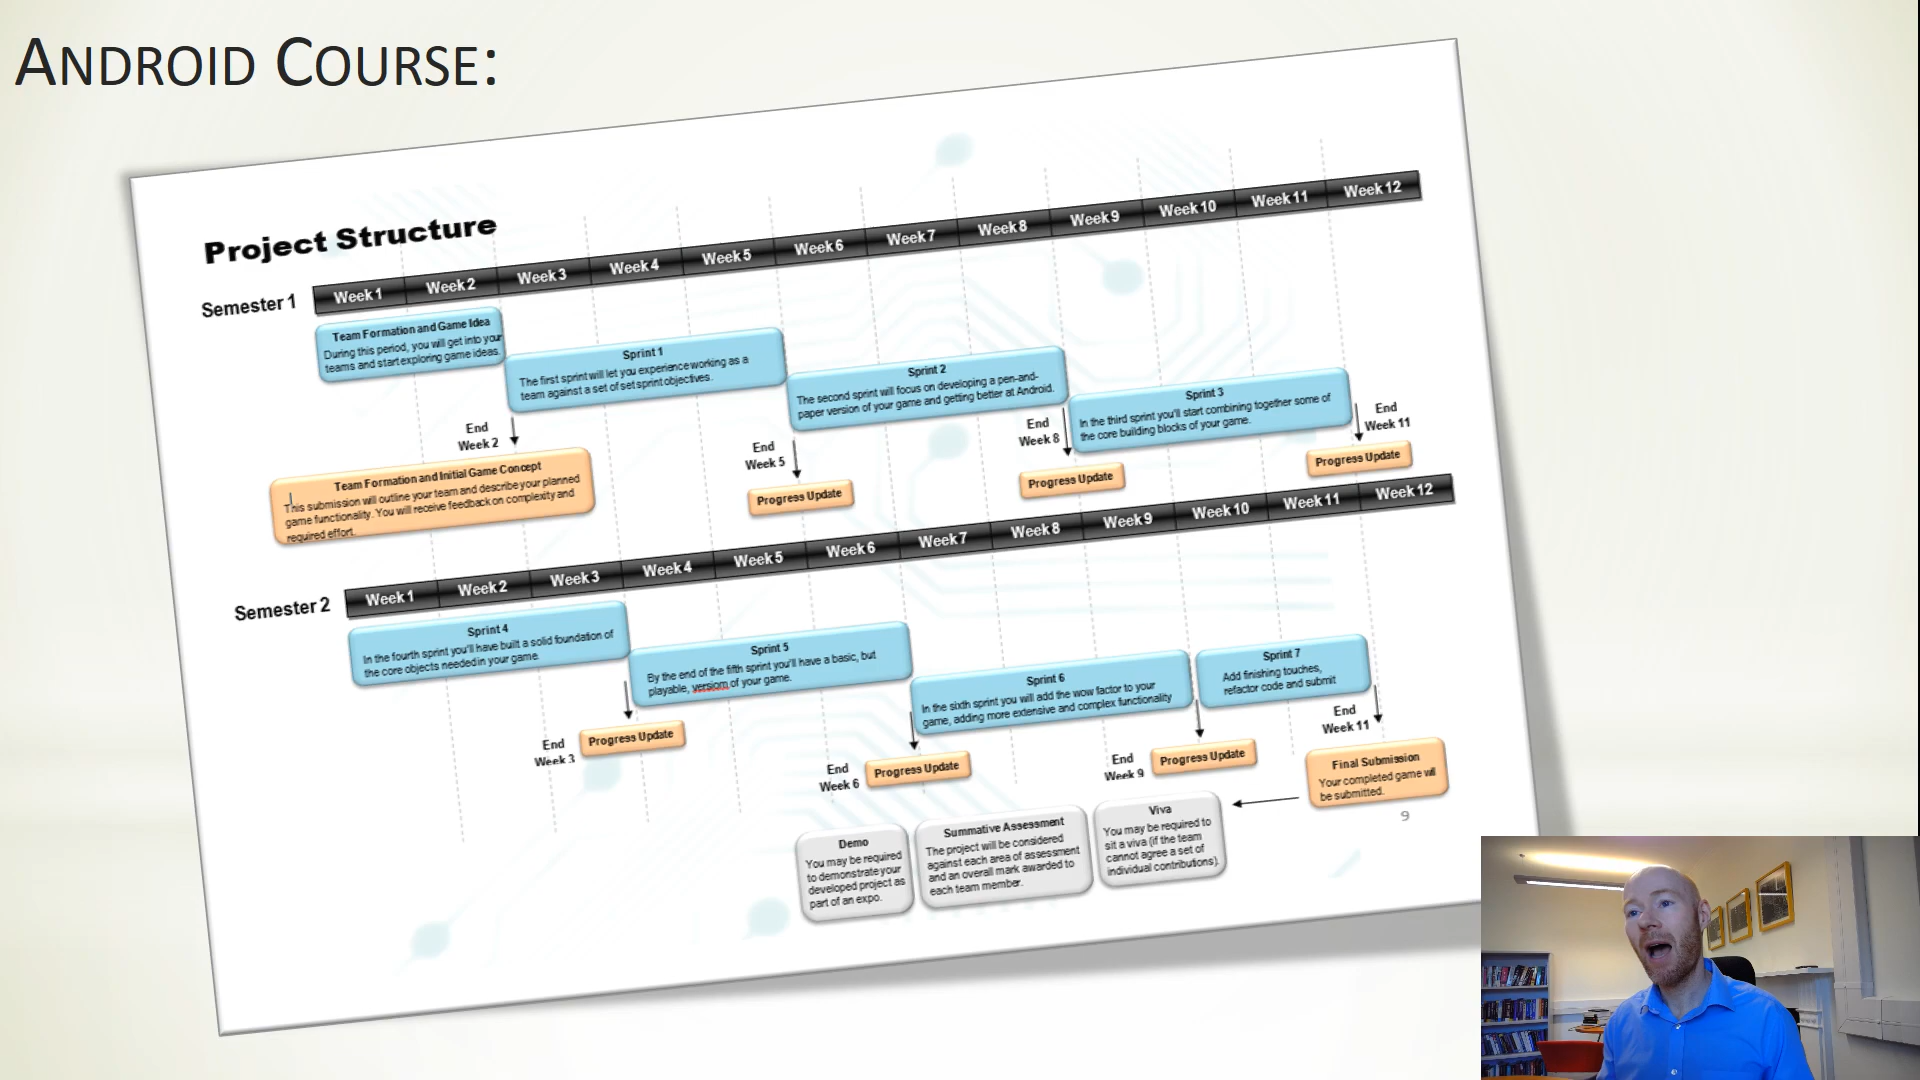 ANDROID COURSE:
Project Structure
Semester 1
Week 1 Week 2 Week 3 Week 4 Week 5 Week 6 Week 7 Week 8 Week 9 Week 10 Week 11 Week 12
Team Formation and Game Idea
During this period, you will get into your
teams and start exploring game ideas.
Sprint 1
The first sprint will let you experience working as a
team against a set of set sprint objectives.
Sprint 2
The second sprint will focus on developing a pen-and-
paper version of your game and getting better at Android.
Sprint 3
In the third sprint you'll start combining together some of
the core building blocks of your game.
End
Week 2
Team Formation and Initial Game Concept
This submission will outline your team and describe your planned
game functionality. You will receive feedback on complexity and
required effort.
End
Week 5
Progress Update
End
Week 8
Progress Update
End
Week 11
Progress Update
Semester 2
Week 1 Week 2 Week 3 Week 4 Week 5 Week 6 Week 7 Week 8 Week 9 Week 10 Week 11 Week 12
Sprint 4
In the fourth sprint you'll have built a solid foundation of
the core objects needed in your game.
Sprint 5
By the end of the fifth sprint you'll have a basic, but
playable, versiom of your game.
Sprint 6
In the sixth sprint you will add the wow factor to your
game, adding more extensive and complex functionality
Sprint 7
Add finishing touches,
refactor code and submit
End
Week 3
Progress Update
End
Week 6
Progress Update
End
Week 9
Progress Update
End
Week 11
Final Submission
Your completed game will
be submitted.
Demo
You may be required
to demonstrate your
developed project as
part of an expo.
Summative Assessment
The project will be considered
against each area of assessment
and an overall mark awarded to
each team member.
Viva
You may be required to
sit a viva (if the team
cannot agree a set of
individual contributions).
9